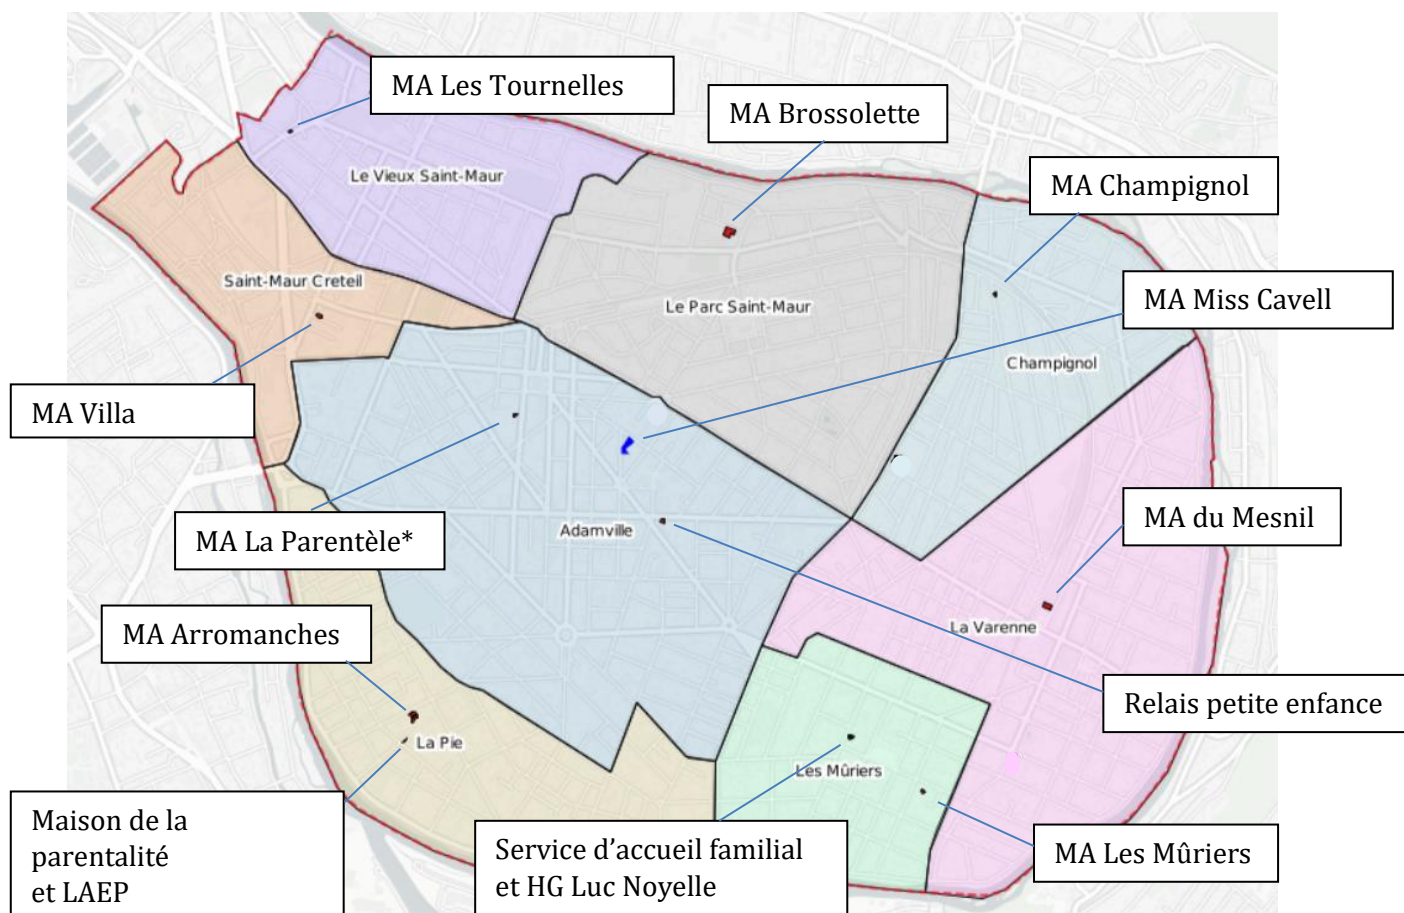 MA Les Tournelles
MA Brossolette
Le Vieux Saint-Maur
MA Champignol
Saint-Maur Creteil
MA Miss Cavell
Le Parc Saint-Maur
Champignol
MA Villa
MA La Parentèle*
Adamville
MA du Mesnil
MA Arromanches
La Varenne
Relais petite enfance
La Pie
Les Mûriers
Maison de la
parentalité
et LAEP
Service d’accueil familial
et HG Luc Noyelle
MA Les Mûriers